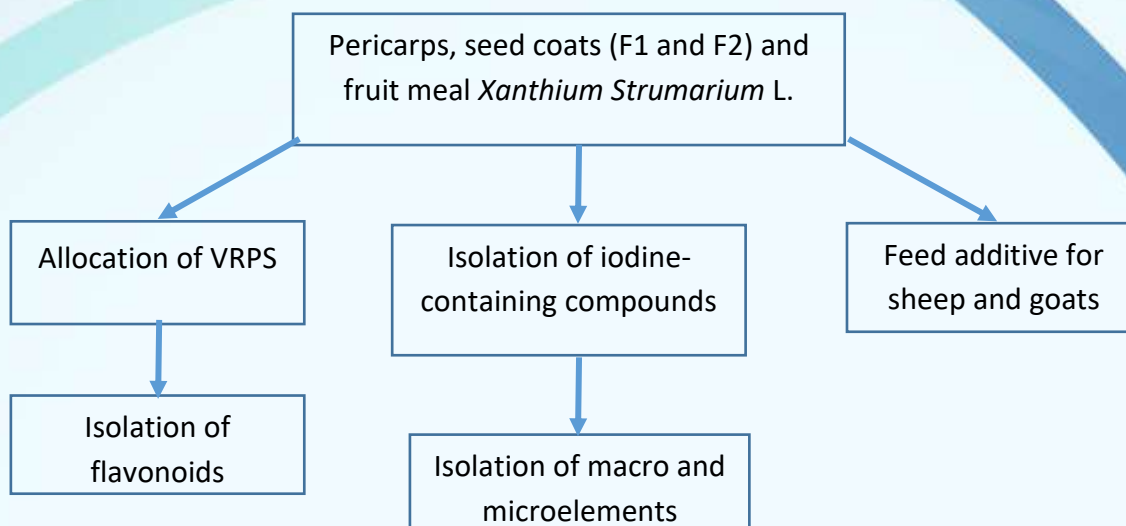 Pericarps, seed coats (F1 and F2) and
fruit meal Xanthium Strumarium L.
Allocation of VRPS
Isolation of iodine-
containing compounds
Feed additive for
sheep and goats
Isolation of
flavonoids
Isolation of macro and
microelements